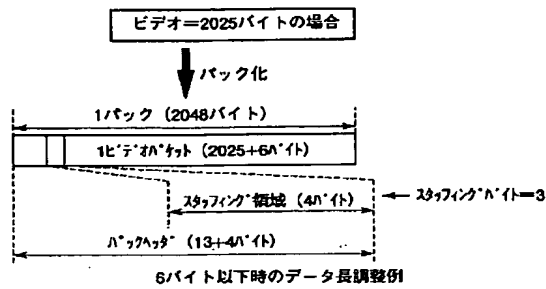 ビデオ=2025バイトの場合
パック化
1パック(2048バイト)
1ビデオパケット(2025+6バイト)
スタッフィング領域(4バイト)
スタッフィングバイト=3
パックヘッダ(13+4バイト)
6バイト以下時のデータ長調整例